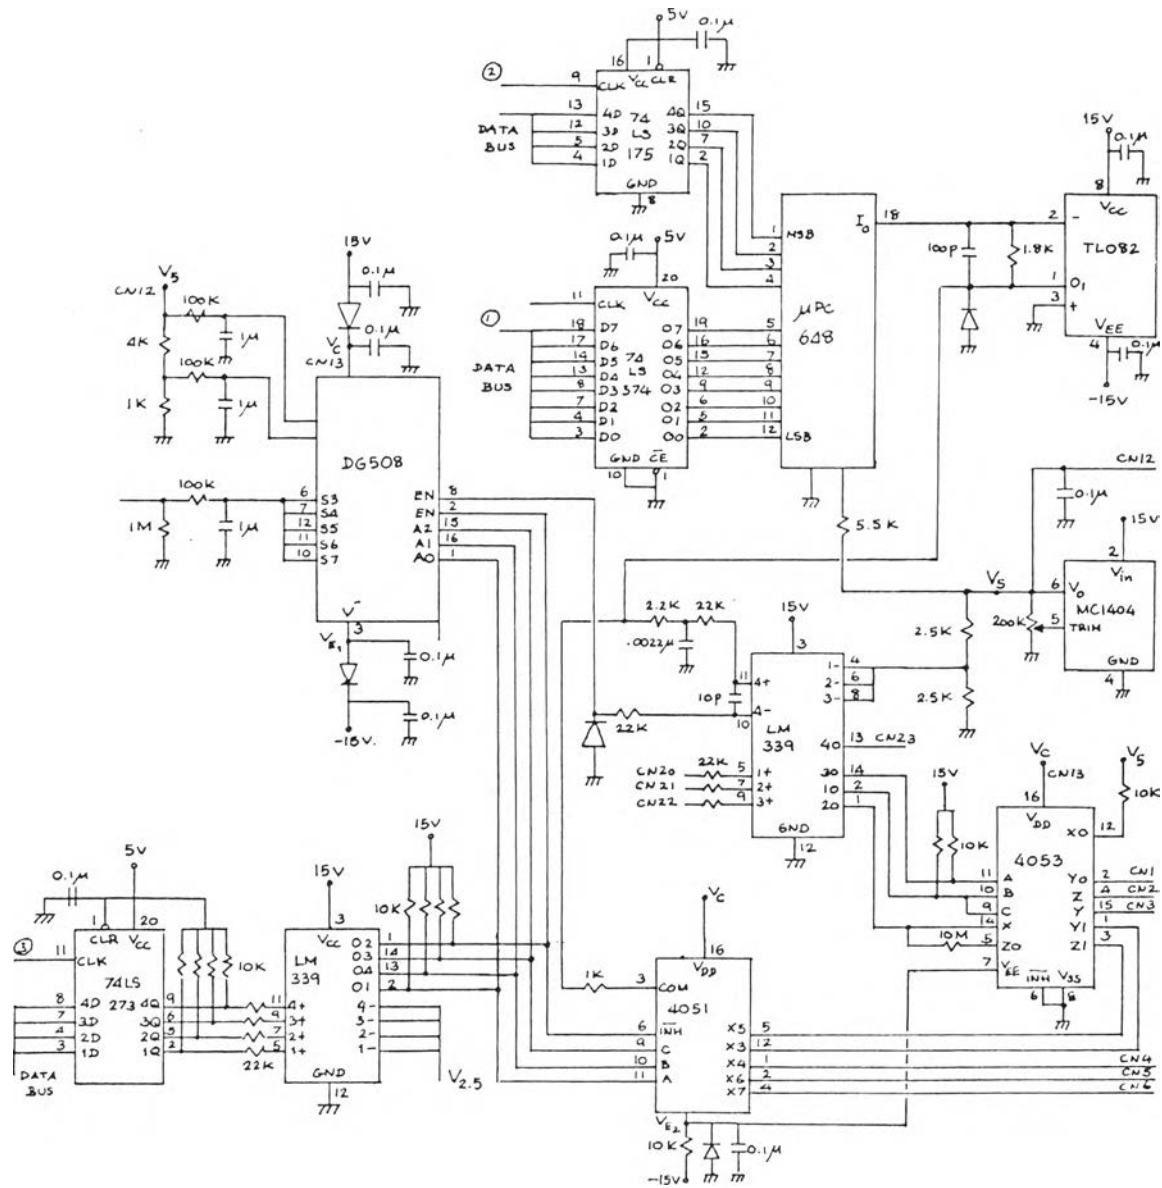 5V
0.1µ
②
16
1
9
CLK
VCC
CLR
13
4D
74
4Q
15
DATA
BUS
12
3D
LS
3Q
10
5
2D
2Q
7
4
1D
175
1Q
2
GND
8
15V
0.1µ
8
VCC
2
-
TL082
1
O1
3
+
VEE
4
0.1µ
-15V
I0
18
100P
1.8K
1
MSB
2
3
4
µPC
648
5
6
7
8
9
10
11
12
LSB
5V
0.1µ
20
VCC
11
CLK
①
18
D7
O7
19
17
D6
O6
16
14
D5
74
O5
15
13
D4
LS
O4
12
8
D3
574
O3
9
7
D2
O2
6
4
D1
O1
5
3
D0
O0
2
GND
CE
10
1
DATA
BUS
15V
0.1µ
0.1µ
VC
CN13
V5
CN12
100K
1µ
4K
100K
1µ
1K
DG508
100K
1M
1µ
6
S3
7
S4
12
S5
11
S6
10
S7
EN
8
EN
2
A2
15
A1
16
A0
1
V-
3
VE1
0.1µ
0.1µ
-15V.
5.5K
CN12
0.1µ
15V
2
Vin
V5
6
V0
MC1404
200K
5
TRIM
GND
4
2.5K
2.5K
2.2K
22K
.0022µ
15V
3
11
4+
10P
4-
10
22K
1-
4
2-
6
3-
8
LM
339
4O
13
CN23
CN20
22K
5
1+
CN21
7
2+
CN22
9
3+
3O
14
1O
2
2O
1
GND
12
VC
CN13
V5
10K
15V
10K
16
VDD
XO
12
4053
11
A
YO
2
CN1
10
B
Z
4
CN2
9
C
Y
15
CN3
14
X
Y1
1
10M
5
ZO
Z1
3
7
VEE
INH
VSS
6
8
5V
0.1µ
1
20
CLR
VCC
③
11
CLK
10K
74LS
273
8
4D
4Q
9
7
3D
3Q
6
4
2D
2Q
5
3
1D
1Q
2
DATA
BUS
22K
15V
3
VCC
LM
339
11
4+
9
3+
7
2+
5
1+
15V
10K
O2
1
O3
14
O4
13
O1
2
4-
3-
2-
1-
GND
12
V2.5
VC
16
VDD
1K
3
COM
4051
6
INH
9
C
10
B
11
A
X5
5
X3
12
X4
1
CN4
X6
2
CN5
X7
4
CN6
VE2
10K
0.1µ
-15V